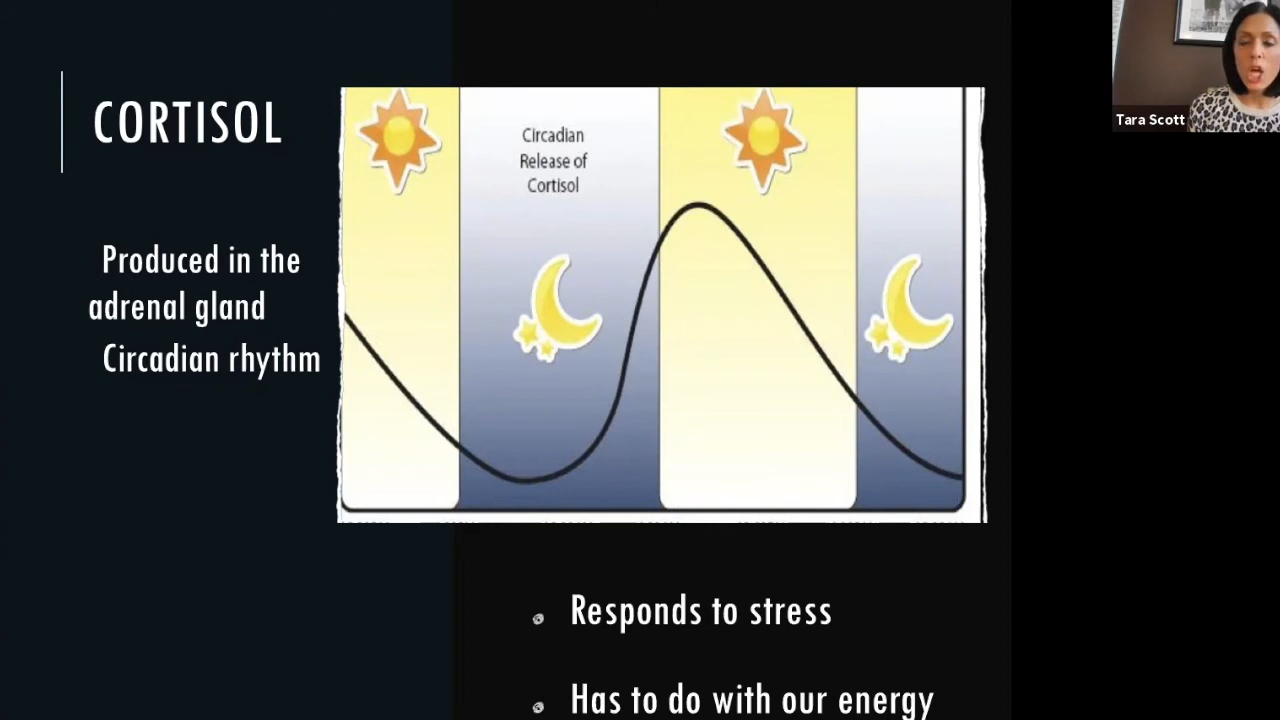 CORTISOL
Produced in the
adrenal gland
Circadian rhythm
Circadian
Release of
Cortisol
Responds to stress
Has to do with our energy
Tara Scott